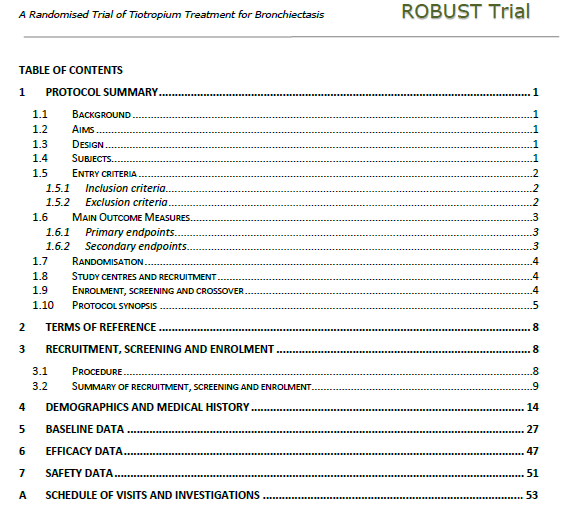 A Randomised Trial of Tiotropium Treatment for Bronchiectasis ROBUST Trial
TABLE OF CONTENTS
1 PROTOCOL SUMMARY 1
1.1 BACKGROUND 1
1.2 AIMS 1
1.3 DESIGN 1
1.4 SUBJECTS 1
1.5 ENTRY CRITERIA 2
1.5.1 Inclusion criteria 2
1.5.2 Exclusion criteria 2
1.6 MAIN OUTCOME MEASURES 3
1.6.1 Primary endpoints 3
1.6.2 Secondary endpoints 3
1.7 RANDOMISATION 4
1.8 STUDY CENTRES AND RECRUITMENT 4
1.9 ENROLMENT, SCREENING AND CROSSOVER 4
1.10 PROTOCOL SYNOPSIS 5
2 TERMS OF REFERENCE 8
3 RECRUITMENT, SCREENING AND ENROLMENT 8
3.1 PROCEDURE 8
3.2 SUMMARY OF RECRUITMENT, SCREENING AND ENROLMENT 9
4 DEMOGRAPHICS AND MEDICAL HISTORY 14
5 BASELINE DATA 27
6 EFFICACY DATA 47
7 SAFETY DATA 51
A SCHEDULE OF VISITS AND INVESTIGATIONS 53